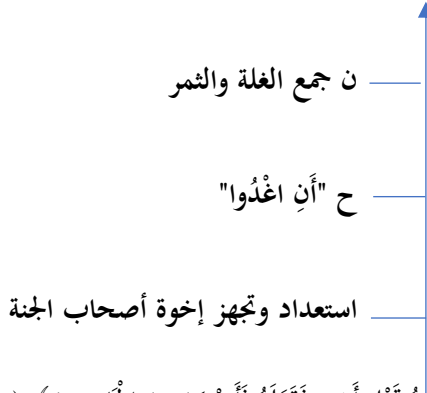 ن جمع الغلة والثمر
ح "أَنِ اغْدُوا"
استعداد وتجهز إخوة أصحاب الجنة